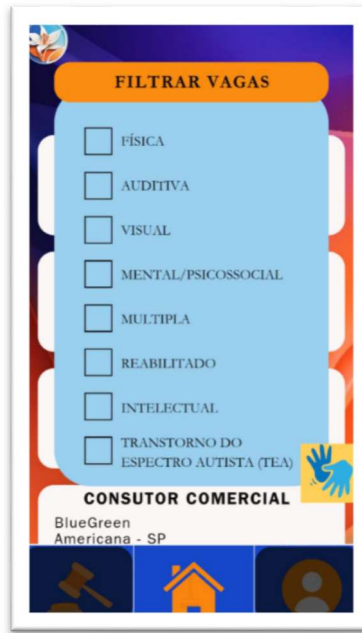 FILTRAR VAGAS
FÍSICA
AUDITIVA
VISUAL
MENTAL/PSICOSSOCIAL
MULTIPLA
REABILITADO
INTELECTUAL
TRANSTORNO DO
ESPECTRO AUTISTA (TEA)
CONSUTOR COMERCIAL
BlueGreen
Americana - SP